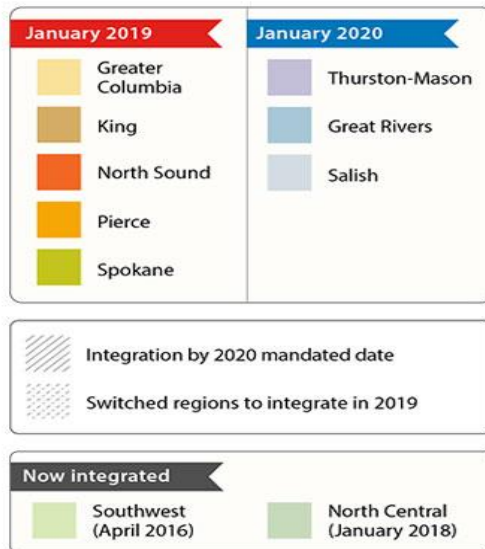 January 2019
Greater
Columbia
King
North Sound
Pierce
Spokane
January 2020
Thurston-Mason
Great Rivers
Salish
Integration by 2020 mandated date
Switched regions to integrate in 2019
Now integrated
Southwest
(April 2016)
North Central
(January 2018)